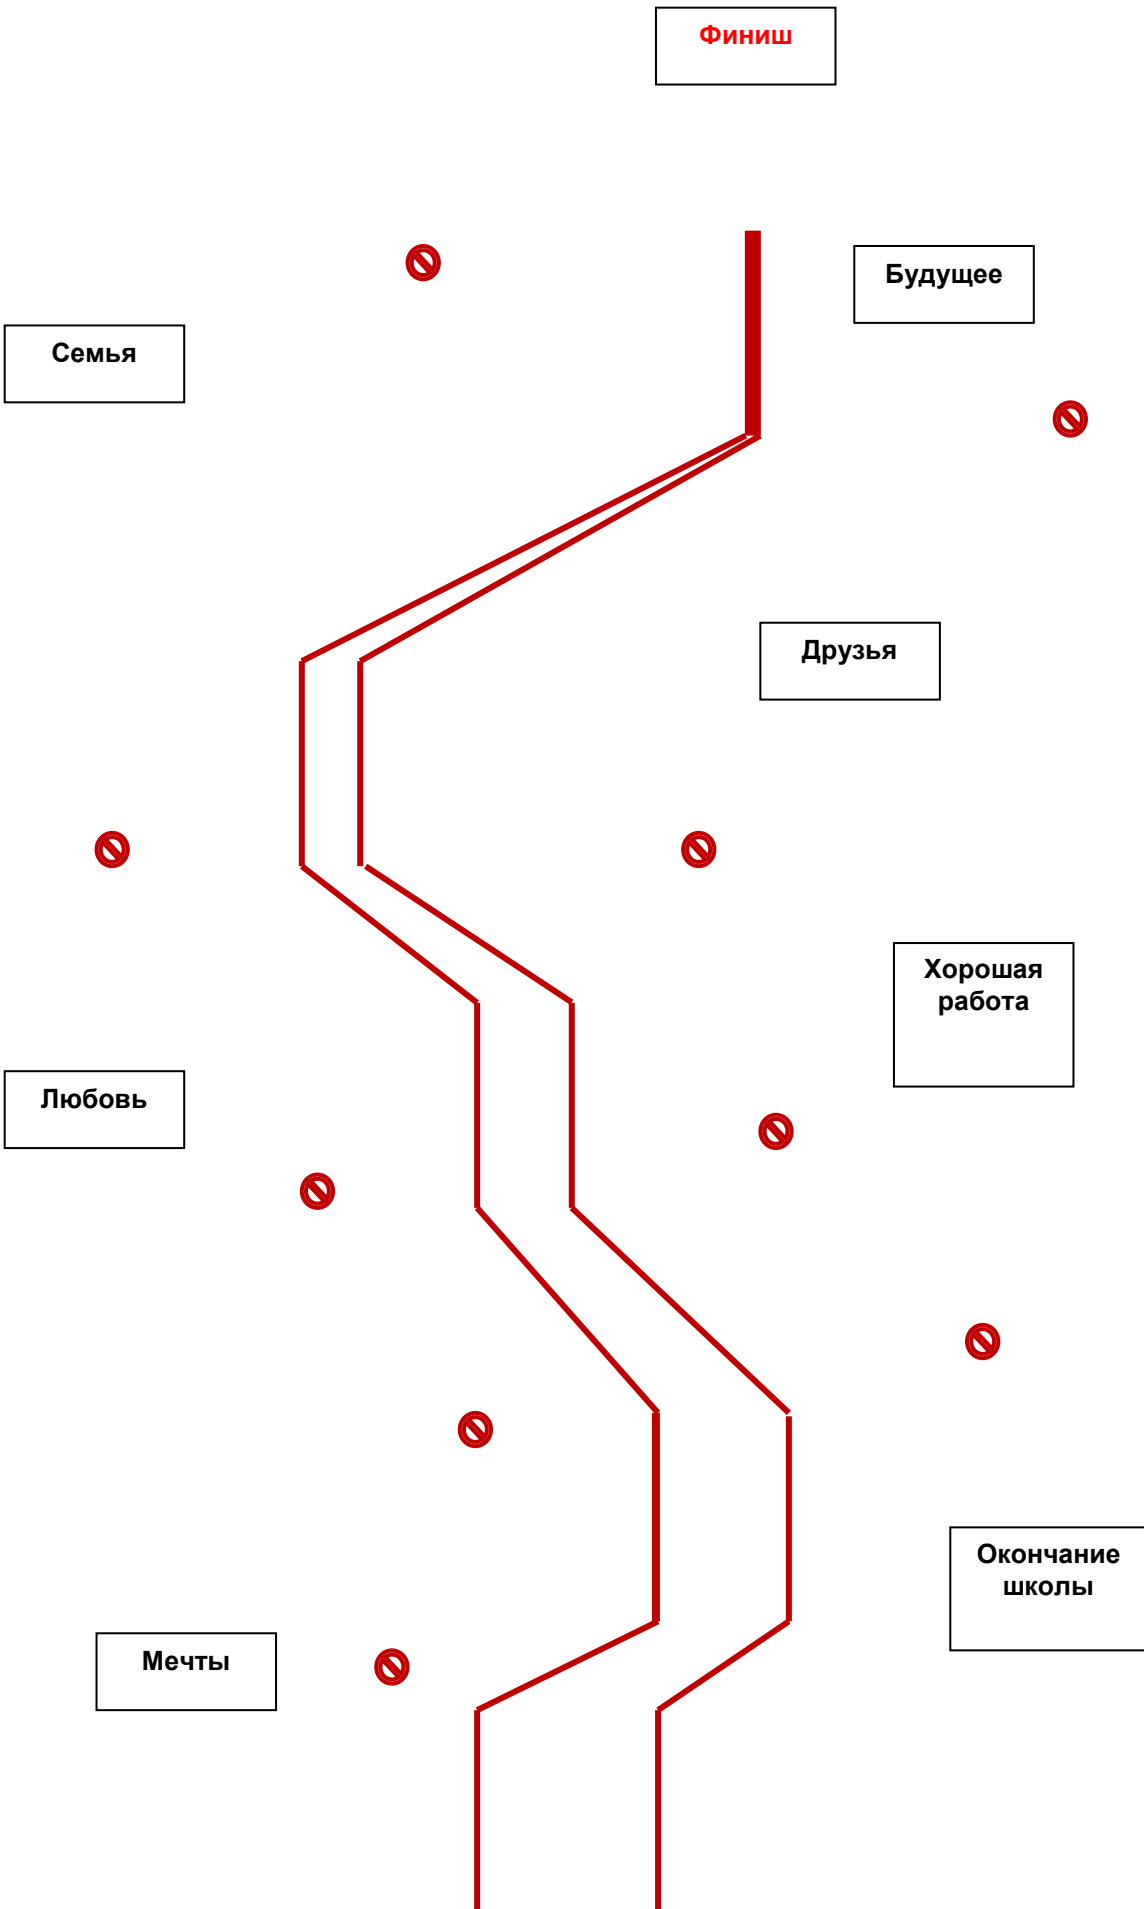 Финиш
Будущее
Семья
Друзья
Хорошая
работа
Любовь
Окончание
школы
Мечты